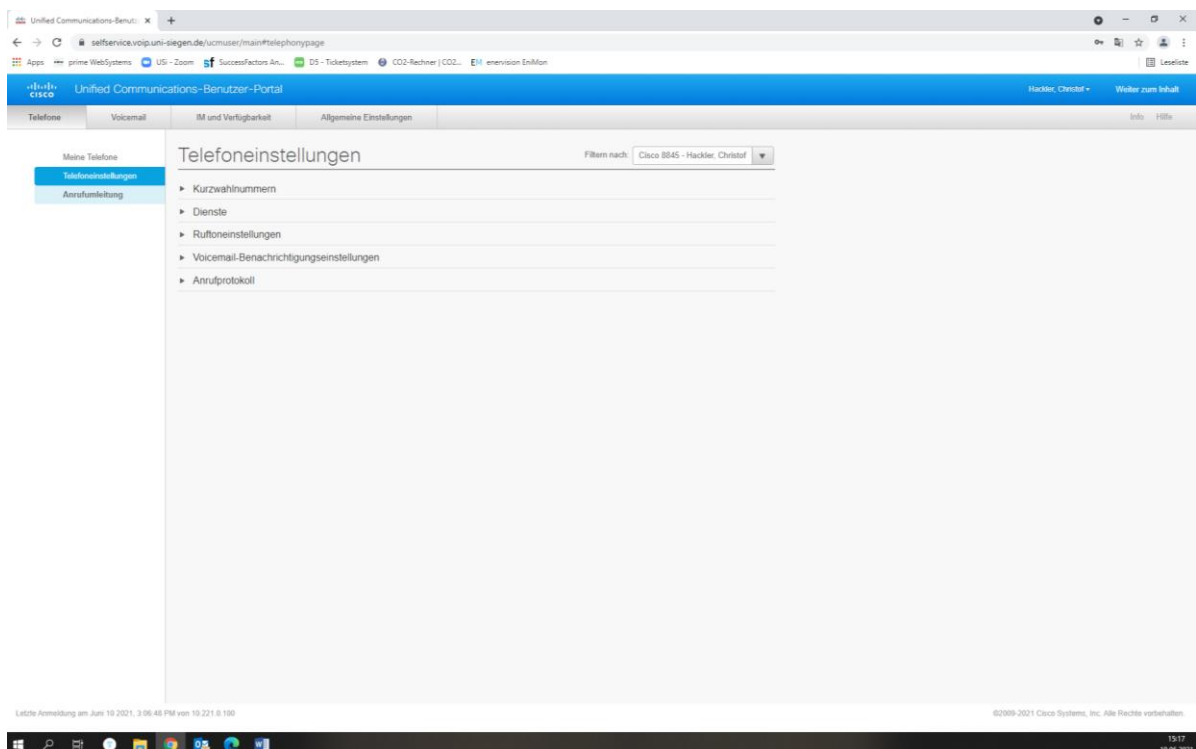 Unified Communications-Benutz
selfservice.voip.uni-siegen.de/ucmuser/main#telephonypage
Apps prime WebSystems USi - Zoom SuccessFactors An... D5 - Ticketsystem CO2-Rechner | CO2... EM enervision EniMon Leseliste
cisco Unified Communications-Benutzer-Portal Hackler, Christof Weiter zum Inhalt
Telefone Voicemail IM und Verfügbarkeit Allgemeine Einstellungen Info Hilfe
Meine Telefone
Telefoneinstellungen
Anrufumleitung
Telefoneinstellungen Filtern nach: Cisco 8845 - Hackler, Christof
Kurzwahlnummern
Dienste
Ruftoneinstellungen
Voicemail-Benachrichtigungseinstellungen
Anrufprotokoll
Letzte Anmeldung am Juni 10 2021, 3:06:48 PM von 10.221.0.100 ©2009-2021 Cisco Systems, Inc. Alle Rechte vorbehalten.
15:17